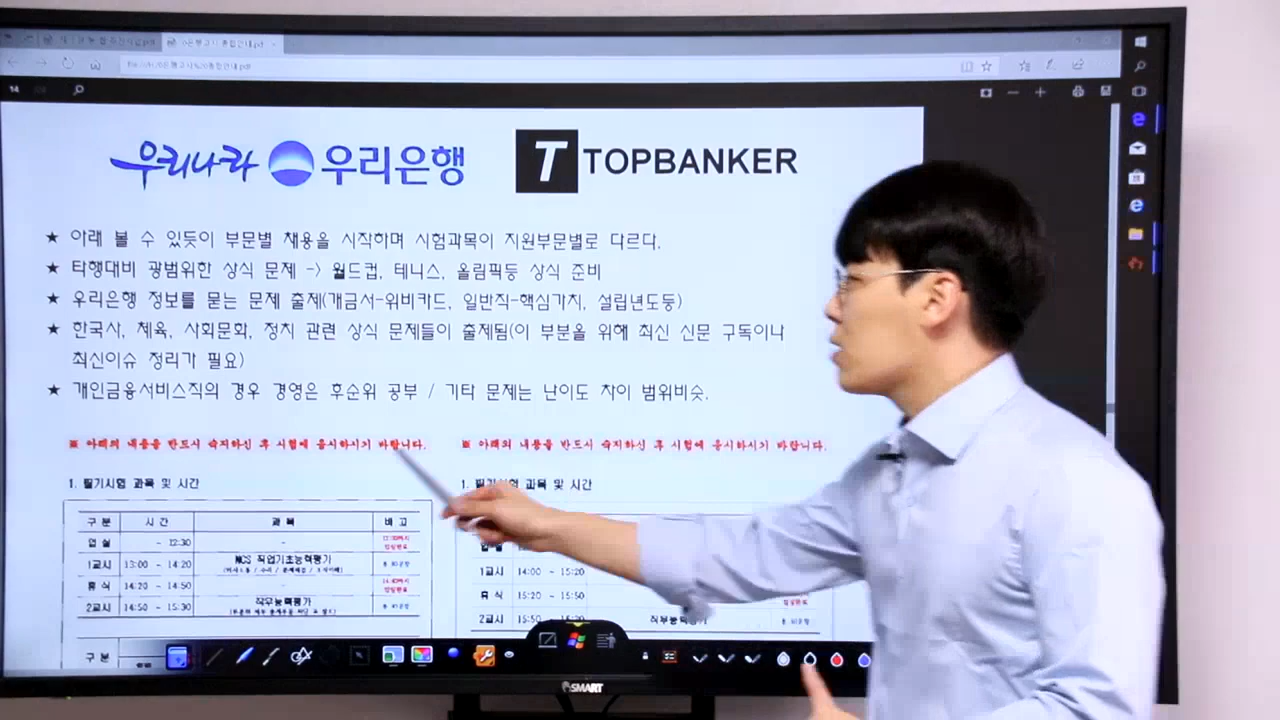 14
우리나라 우리은행 T TOPBANKER
★ 아래 볼 수 있듯이 부문별 채용을 시작하며 시험과목이 지원부문별로 다르다.
★ 타행대비 광범위한 상식 문제 -> 월드컵, 테니스, 올림픽등 상식 준비
★ 우리은행 정보를 묻는 문제 출제(개금서-위비카드, 일반직-핵심가치, 설립년도등)
★ 한국사, 체육, 사회문화, 정치 관련 상식 문제들이 출제됨(이 부분을 위해 최신 신문 구독이나
최신이슈 정리가 필요)
★ 개인금융서비스직의 경우 경영은 후순위 공부 / 기타 문제는 난이도 차이 범위비슷.
※ 아래의 내용을 반드시 숙지하신 후 시험에 응시하시기 바랍니다.
※ 아래의 내용을 반드시 숙지하신 후 시험에 응시하시기 바랍니다.
1. 필기시험 과목 및 시간
1. 필기시험 과목 및 시간
구 분 시 간 과 목 비 고
입 실 ~ 12:30 -
1교시 13:00 ~ 14:20 NCS 직업기초능력평가
휴 식 14:20 ~ 14:50 -
2교시 14:50 ~ 15:30 직무능력평가
구 분
입 실
1교시 14:00 ~ 15:20
휴 식 15:20 ~ 15:50
2교시 15:50 직무능력평가
SMART